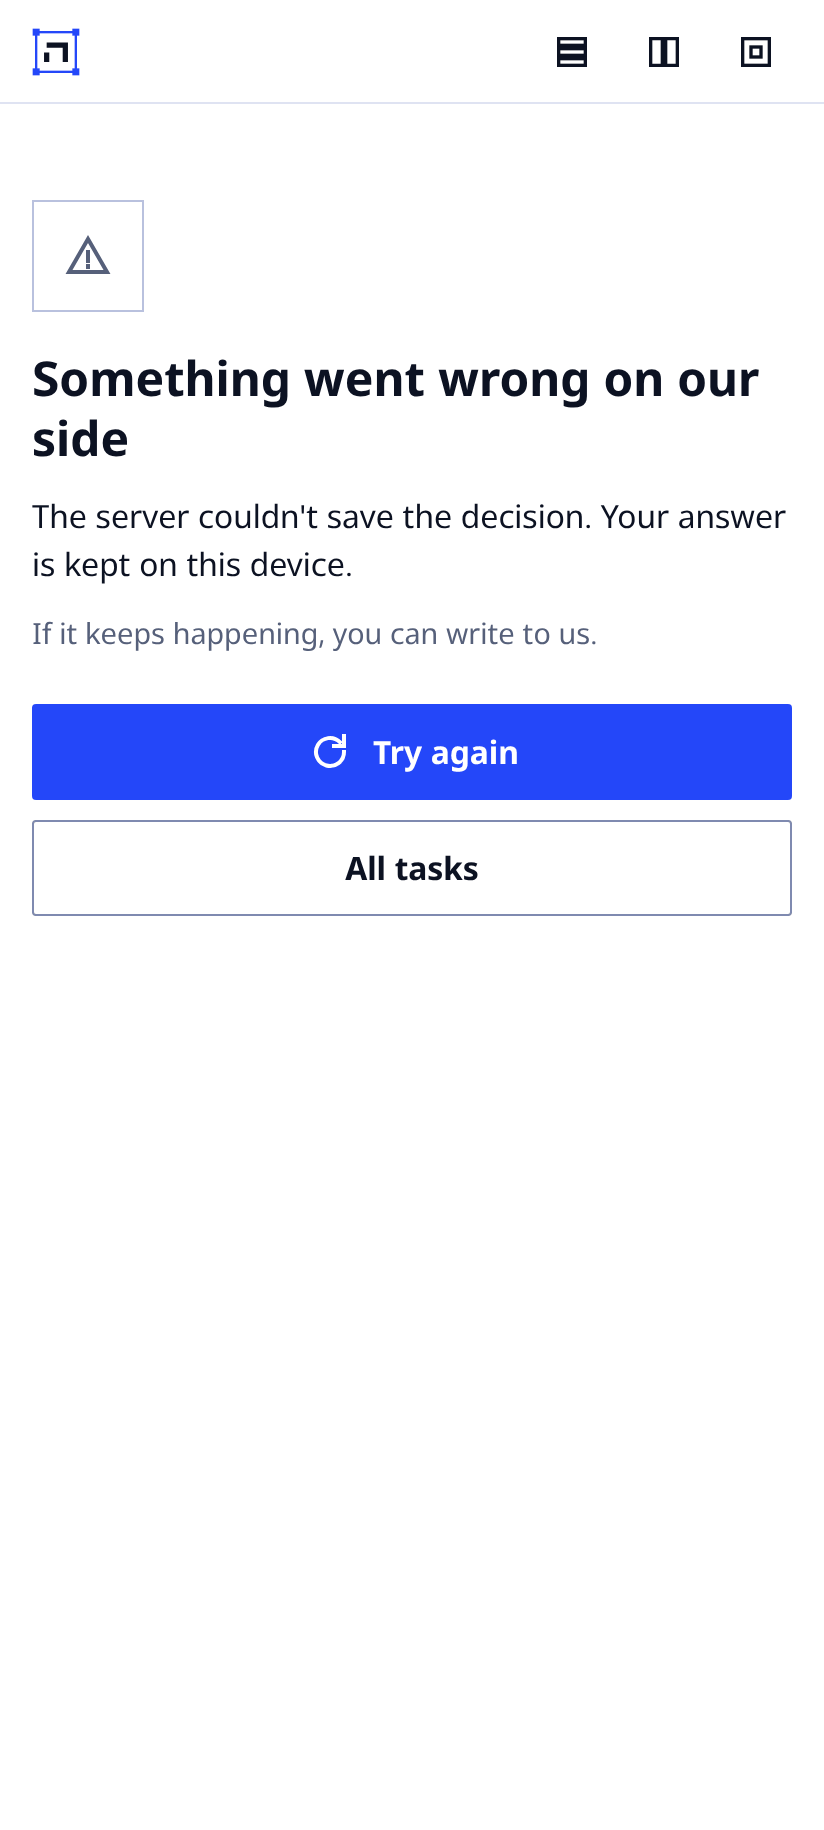 Something went wrong on our
side
The server couldn't save the decision. Your answer
is kept on this device.
If it keeps happening, you can write to us.
Try again
All tasks